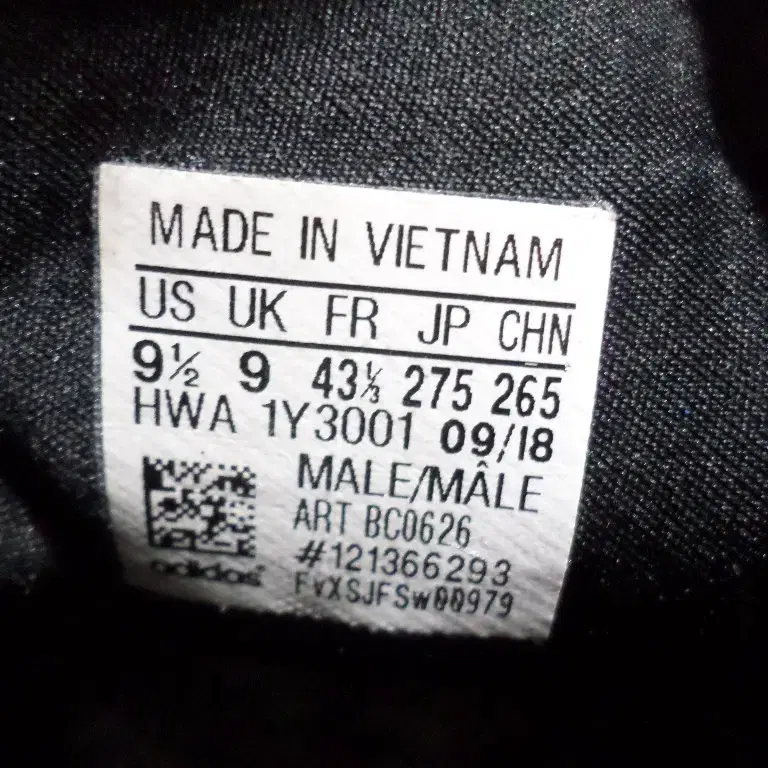 MADE IN VIETNAM
US UK FR JP CHN
9½ 9 43⅓ 275 265
HWA 1Y3001 09/18
MALE/MÂLE
ART BC0626
#121366293
adidas
FvXSJFSw00979